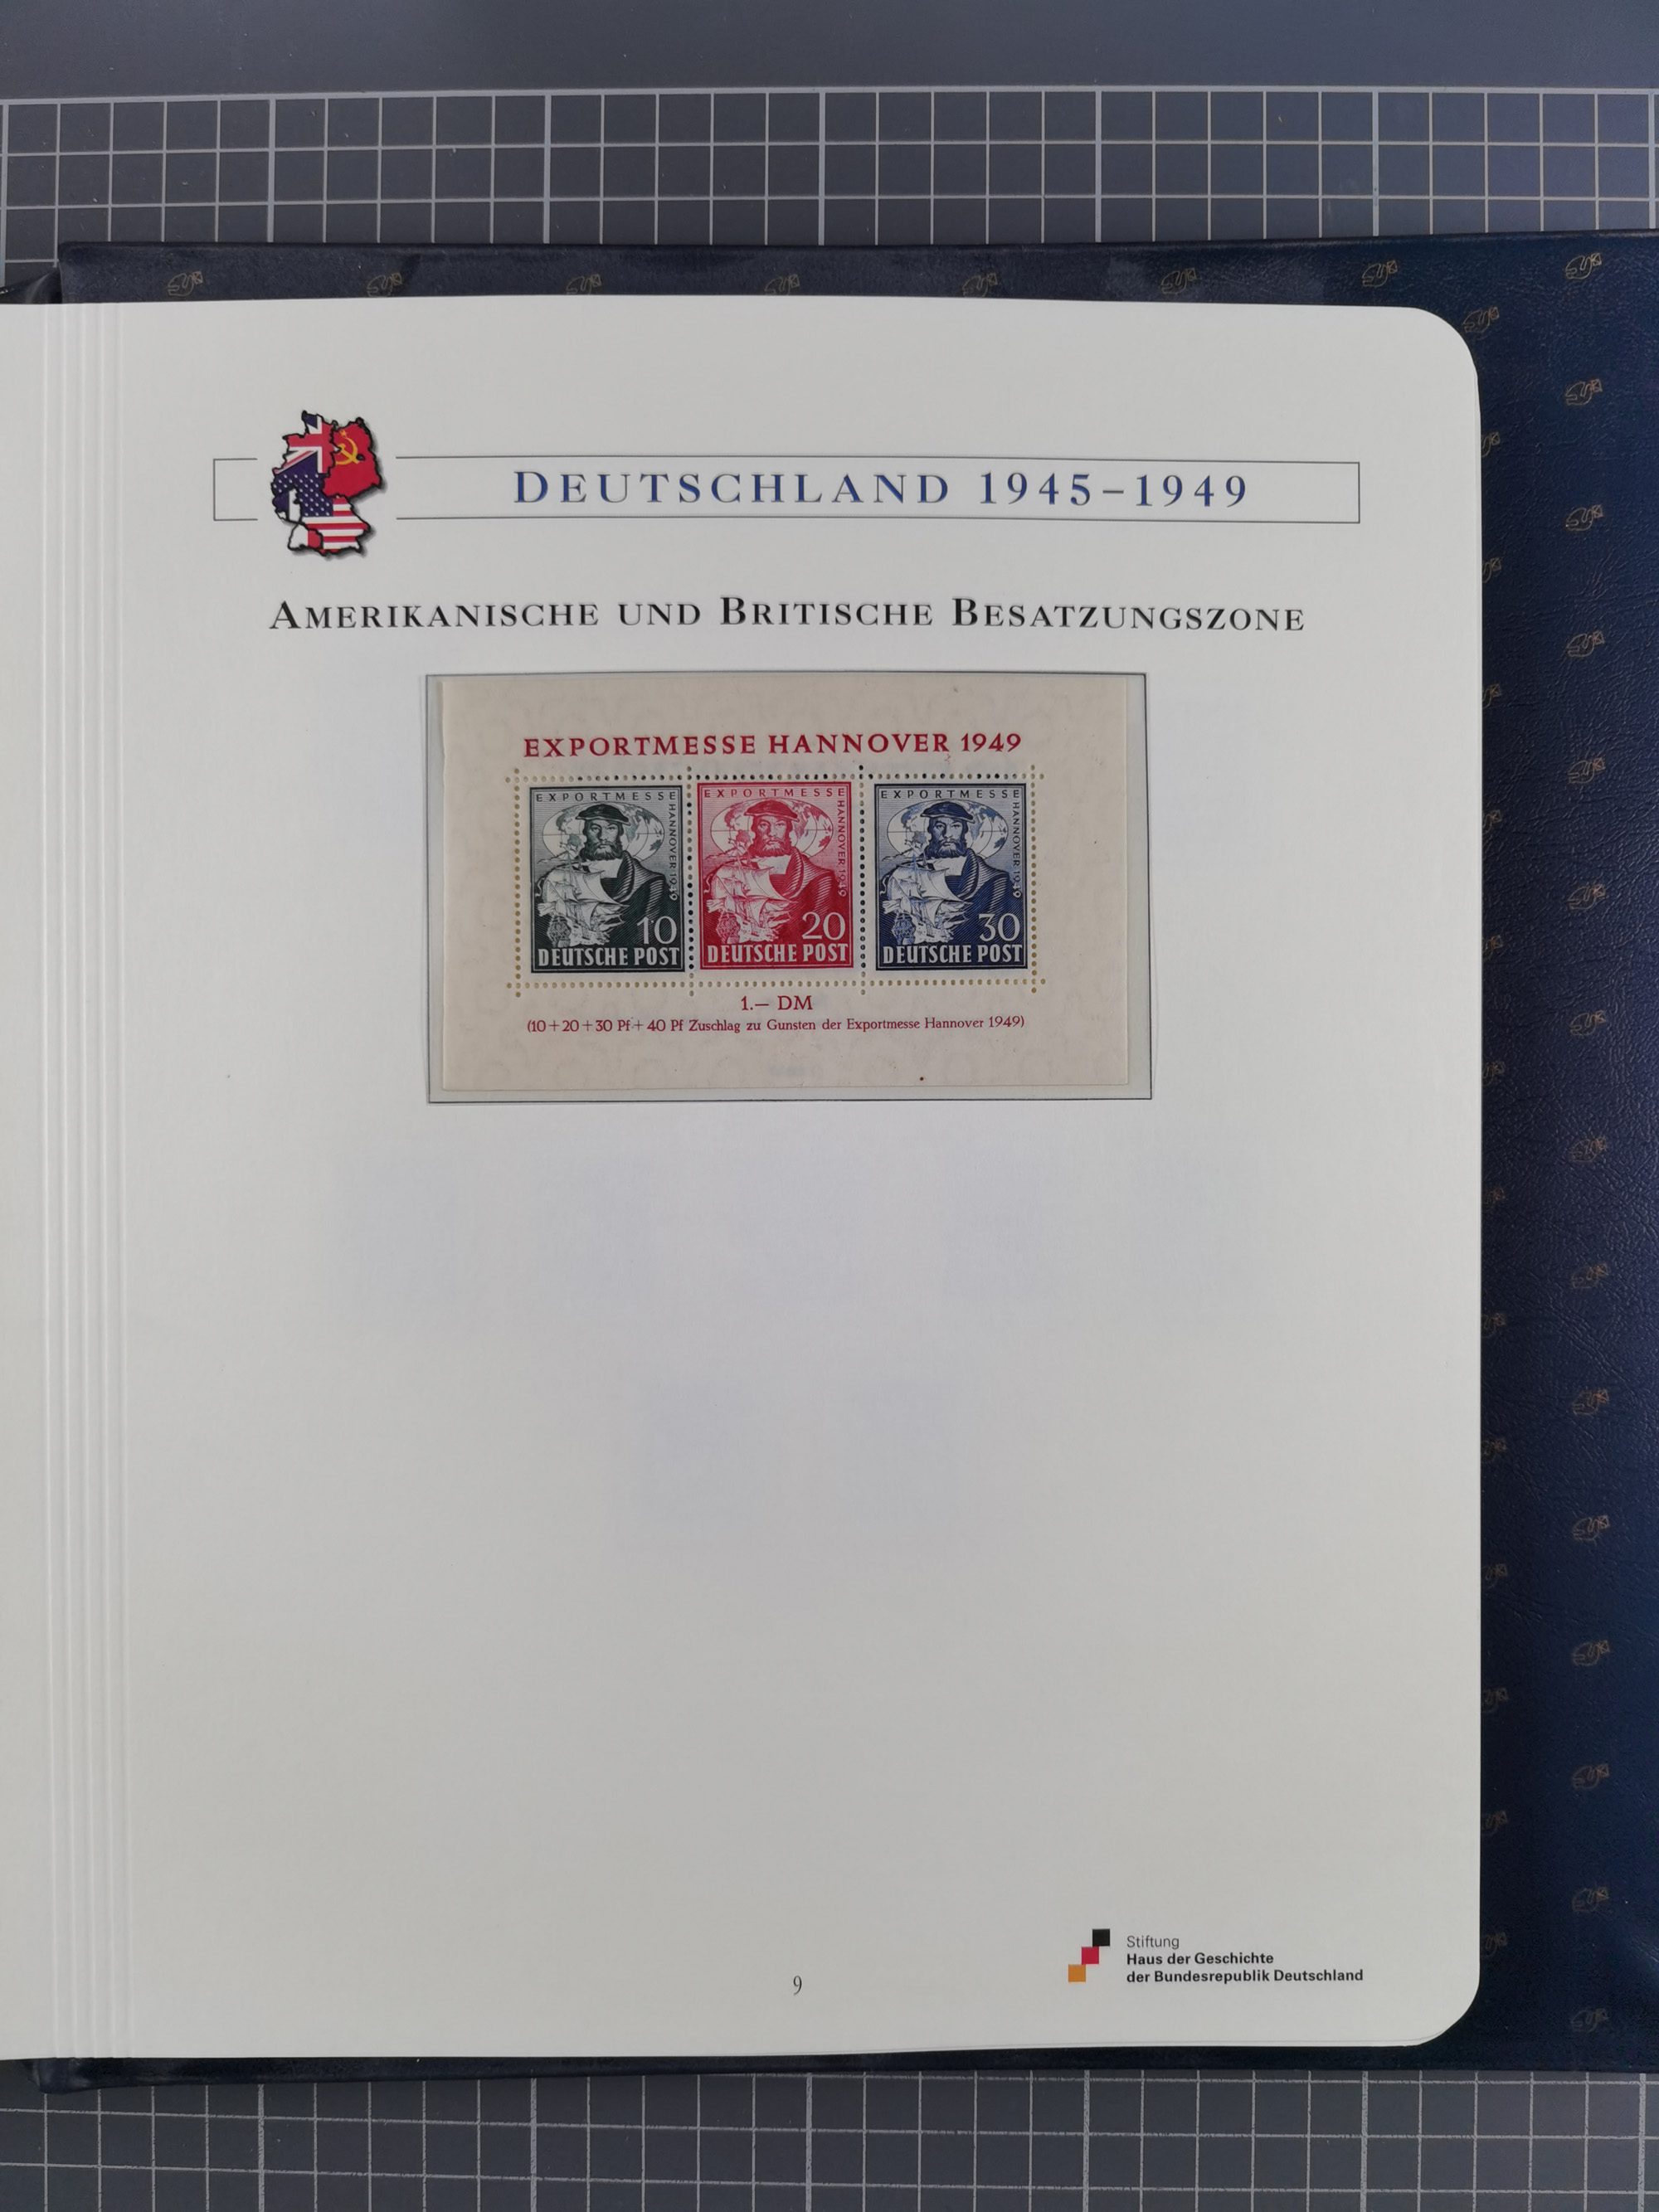 DEUTSCHLAND 1945–1949
AMERIKANISCHE UND BRITISCHE BESATZUNGSZONE
EXPORTMESSE HANNOVER 1949
EXPORTMESSE
HANNOVER 1949
10
DEUTSCHE POST
EXPORTMESSE
HANNOVER 1949
20
DEUTSCHE POST
EXPORTMESSE
HANNOVER 1949
30
DEUTSCHE POST
1.— DM
(10+20+30 Pf+40 Pf Zuschlag zu Gunsten der Exportmesse Hannover 1949)
9
Stiftung
Haus der Geschichte
der Bundesrepublik Deutschland